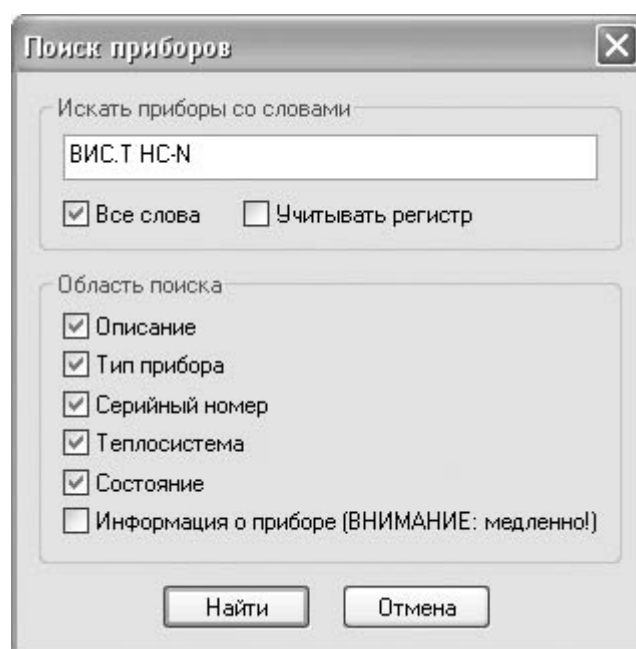 Поиск приборов
Искать приборы со словами
ВИС.Т НС-N
Все слова Учитывать регистр
Область поиска
Описание
Тип прибора
Серийный номер
Теплосистема
Состояние
Информация о приборе (ВНИМАНИЕ: медленно!)
Найти Отмена